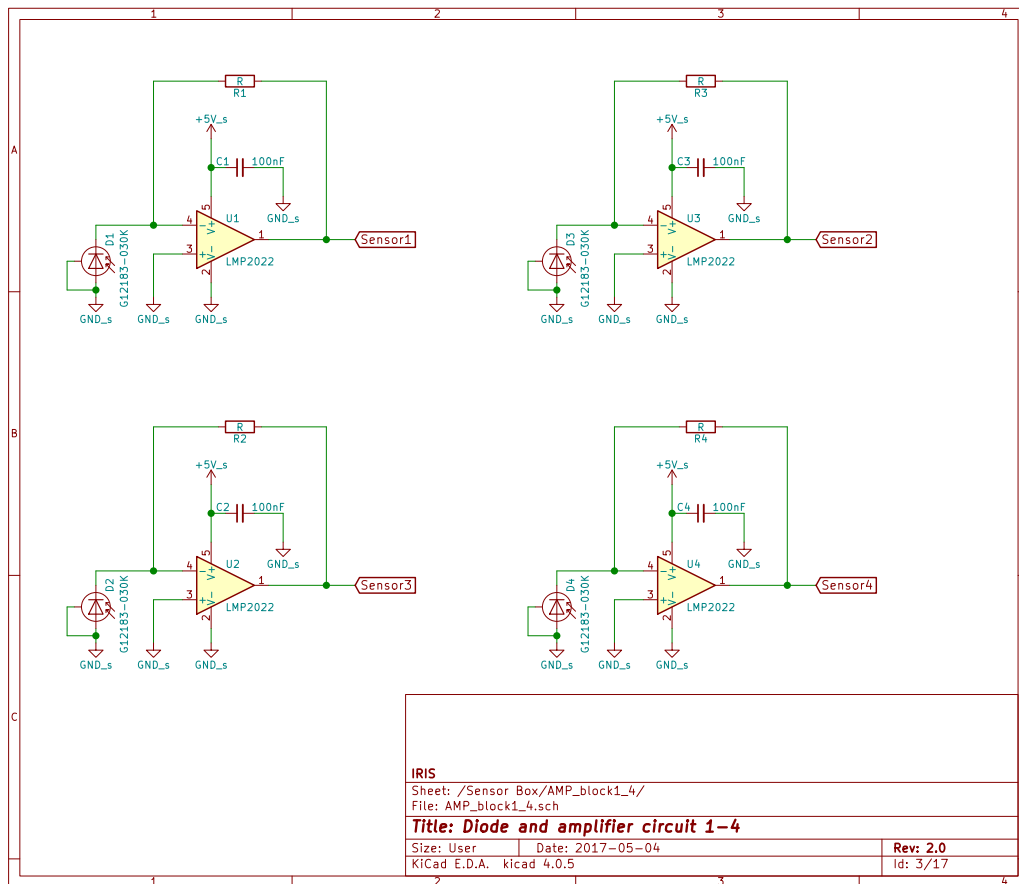 1 2 3 4
R
R1
+5V_s
C1 100nF
GND_s
4
5
U1
- +
V+
3
+
V-
2
1
LMP2022
Sensor1
D1
G12183-030K
GND_s GND_s GND_s
R
R3
+5V_s
C3 100nF
GND_s
4
5
U3
- +
V+
3
+
V-
2
1
LMP2022
Sensor2
D3
G12183-030K
GND_s GND_s GND_s
A
B
R
R2
+5V_s
C2 100nF
GND_s
4
5
U2
- +
V+
3
+
V-
2
1
LMP2022
Sensor3
D2
G12183-030K
GND_s GND_s GND_s
R
R4
+5V_s
C4 100nF
GND_s
4
5
U4
- +
V+
3
+
V-
2
1
LMP2022
Sensor4
D4
G12183-030K
GND_s GND_s GND_s
C
IRIS
Sheet: /Sensor Box/AMP_block1_4/
File: AMP_block1_4.sch
Title: Diode and amplifier circuit 1-4
Size: User Date: 2017-05-04 Rev: 2.0
KiCad E.D.A. kicad 4.0.5 Id: 3/17
1 2 3 4